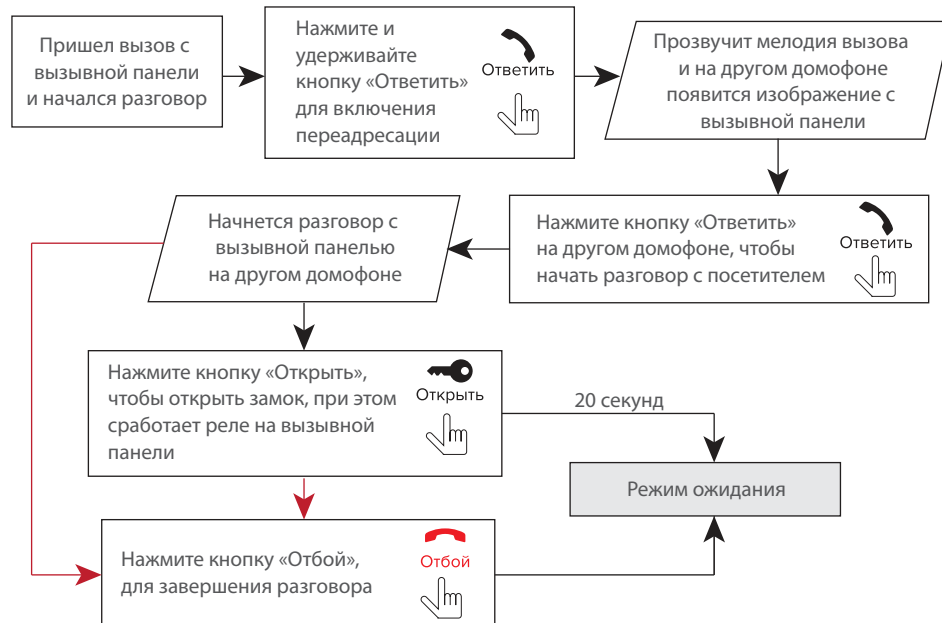 Пришел вызов с
вызывной панели
и начался разговор
Нажмите и
удерживайте
кнопку «Ответить»
для включения
переадресации
Ответить
Прозвучит мелодия вызова
и на другом домофоне
появится изображение с
вызывной панели
Нажмите кнопку «Ответить»
на другом домофоне, чтобы
начать разговор с посетителем
Ответить
Начнется разговор с
вызывной панелью
на другом домофоне
Нажмите кнопку «Открыть»,
чтобы открыть замок, при этом
сработает реле на вызывной
панели
Открыть
20 секунд
Режим ожидания
Нажмите кнопку «Отбой»,
для завершения разговора
Отбой